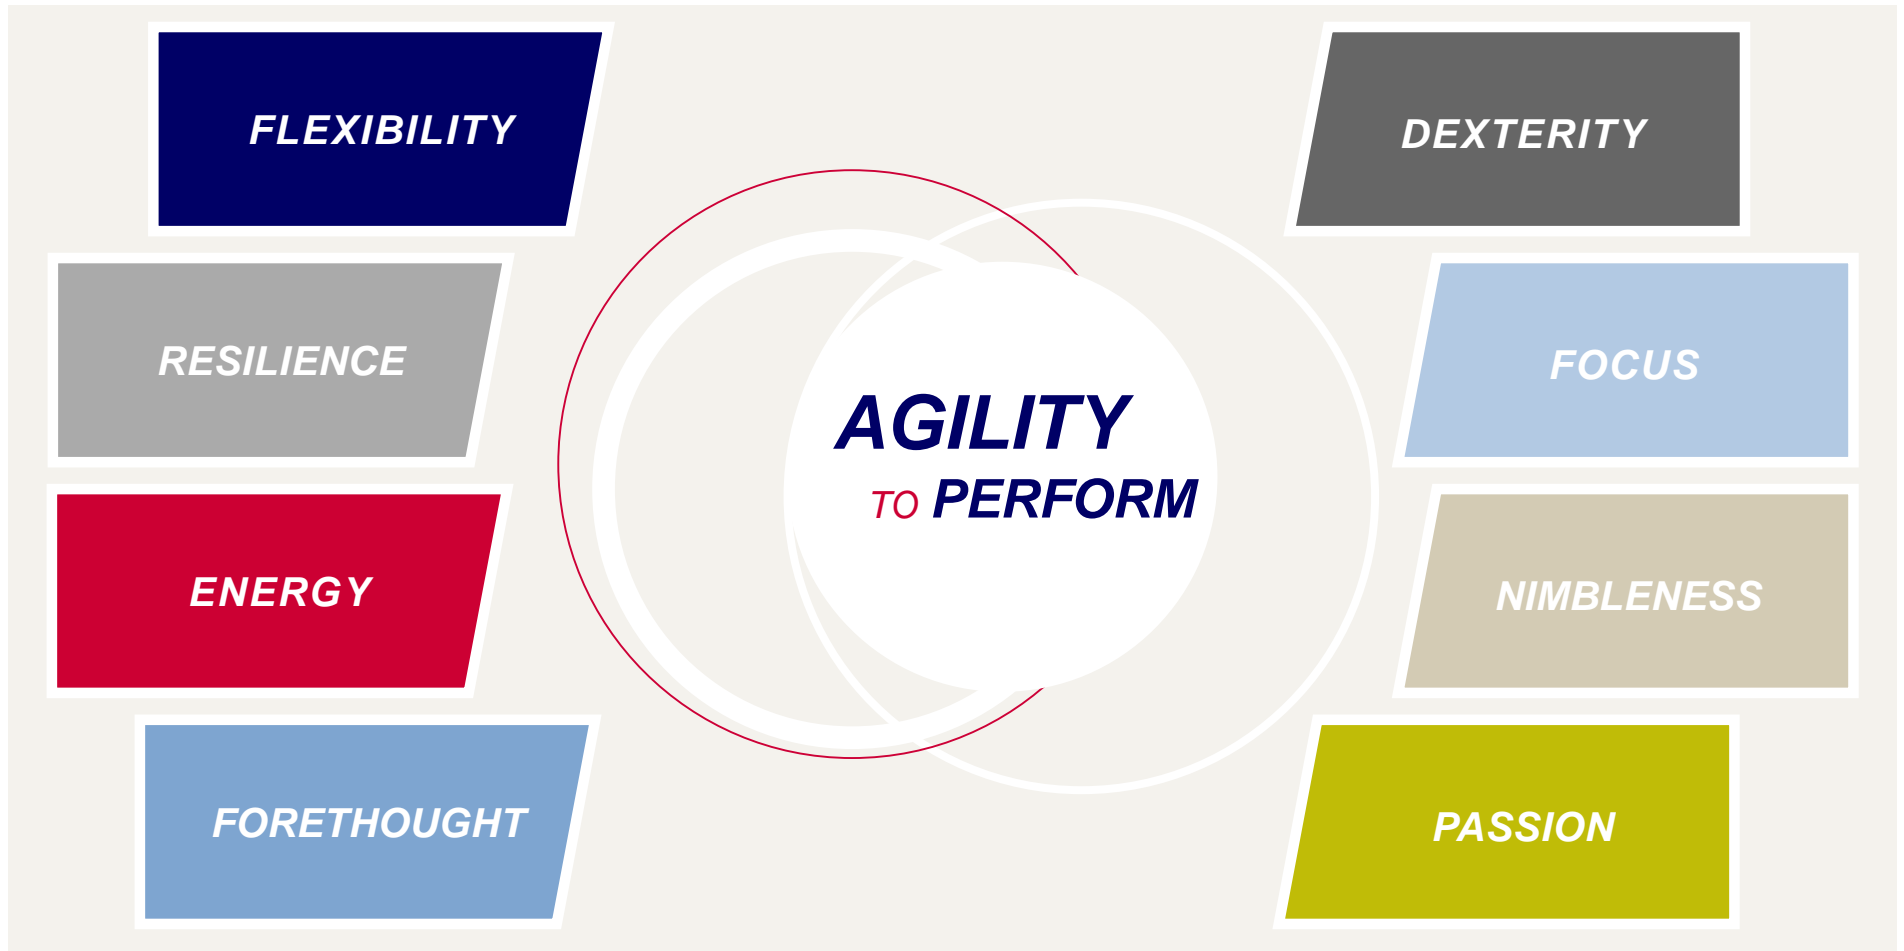 FLEXIBILITY
RESILIENCE
ENERGY
FORETHOUGHT
AGILITY
TO PERFORM
DEXTERITY
FOCUS
NIMBLENESS
PASSION